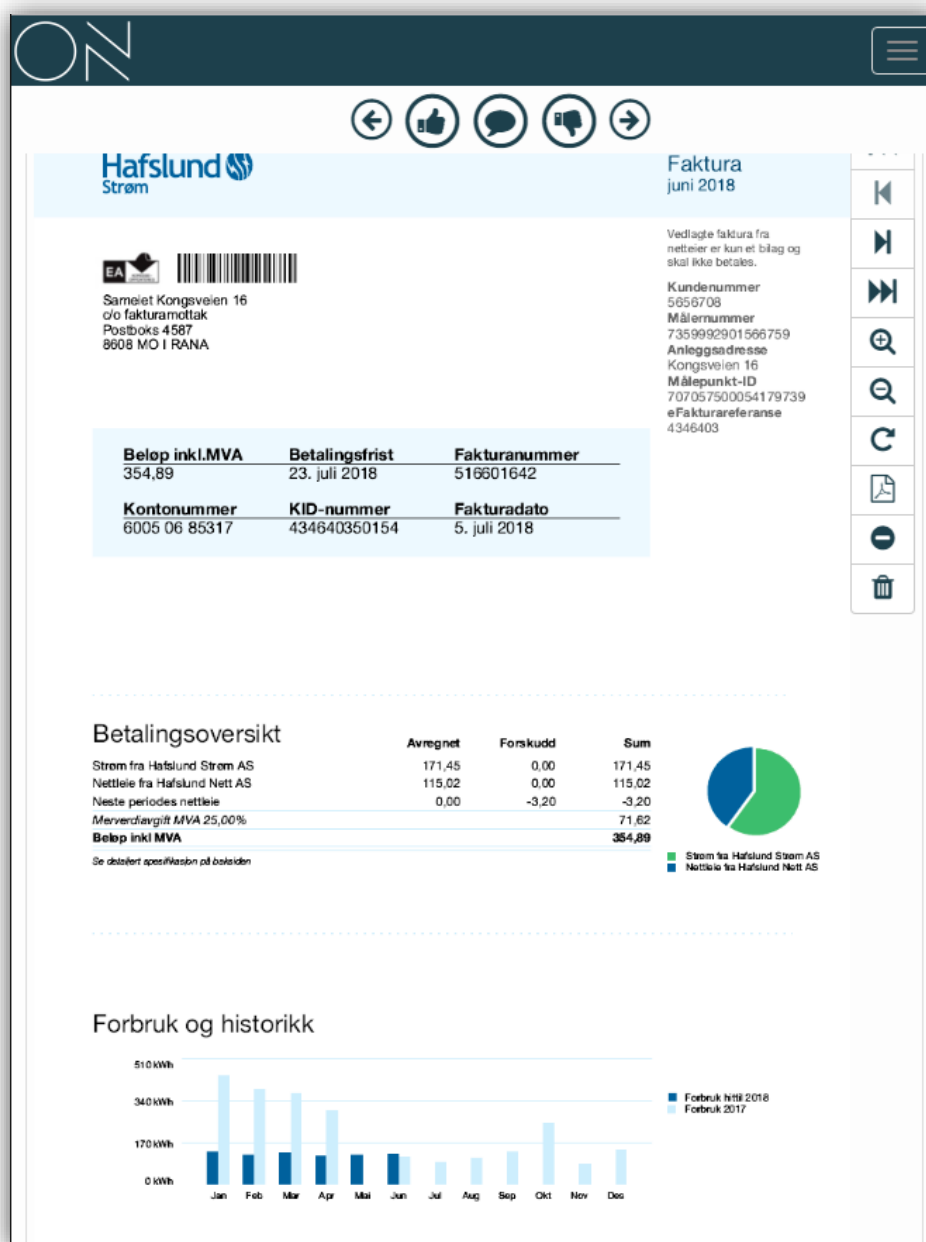 ON
Hafslund
Strøm
Faktura
juni 2018
Vedlagte faktura fra
netteier er kun et bilag og
skal ikke betales.
EA
Sameiet Kongsveien 16
c/o fakturamottak
Postboks 4587
8608 MO I RANA
Kundenummer
5656708
Målernummer
7359992901566759
Anleggsadresse
Kongsveien 16
Målepunkt-ID
707057500054179739
eFakturareferanse
4346403
Beløp inkl.MVA Betalingsfrist Fakturanummer
354,89 23. juli 2018 516601642
Kontonummer KID-nummer Fakturadato
6005 06 85317 434640350154 5. juli 2018
Betalingsoversikt Avregnet Forskudd Sum
Strøm fra Hafslund Strøm AS 171,45 0,00 171,45
Nettleie fra Hafslund Nett AS 115,02 0,00 115,02
Neste periodes nettleie 0,00 -3,20 -3,20
Merverdiavgift MVA 25,00% 71,62
Beløp inkl MVA 354,89
Se detaljert spesifikasjon på baksiden
Strøm fra Hafslund Strøm AS
Nettleie fra Hafslund Nett AS
Forbruk og historikk
510 kWh
340 kWh
170 kWh
0 kWh
Jan Feb Mar Apr Mai Jun Jul Aug Sep Okt Nov Des
Forbruk hittil 2018
Forbruk 2017